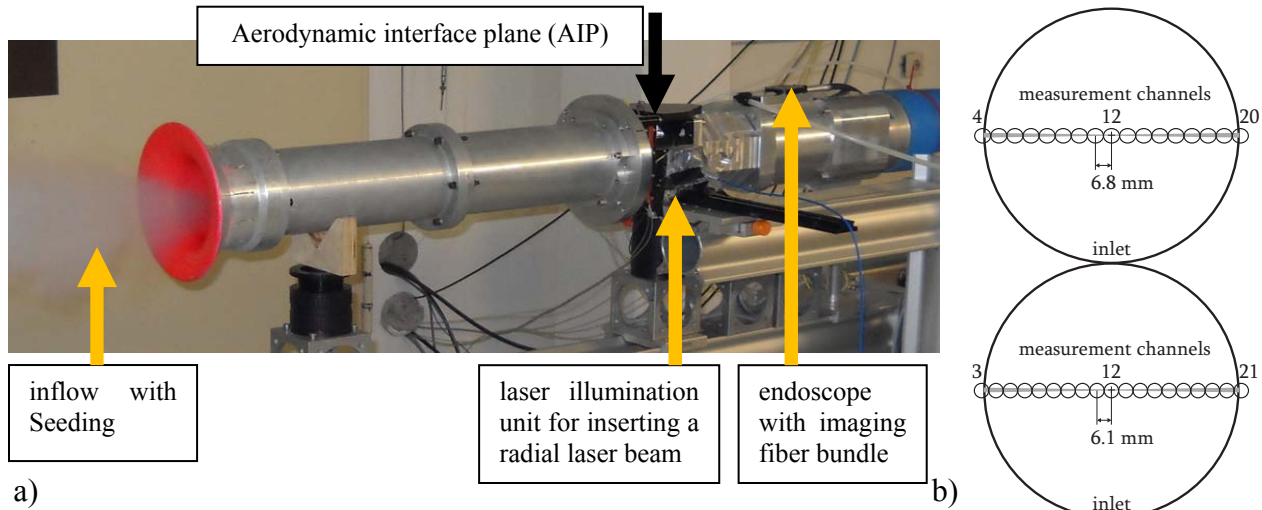 Aerodynamic interface plane (AIP)
inflow with
Seeding
laser illumination
unit for inserting a
radial laser beam
endoscope
with imaging
fiber bundle
a)
b)
measurement channels
4
12
20
6.8 mm
inlet
measurement channels
3
12
21
6.1 mm
inlet